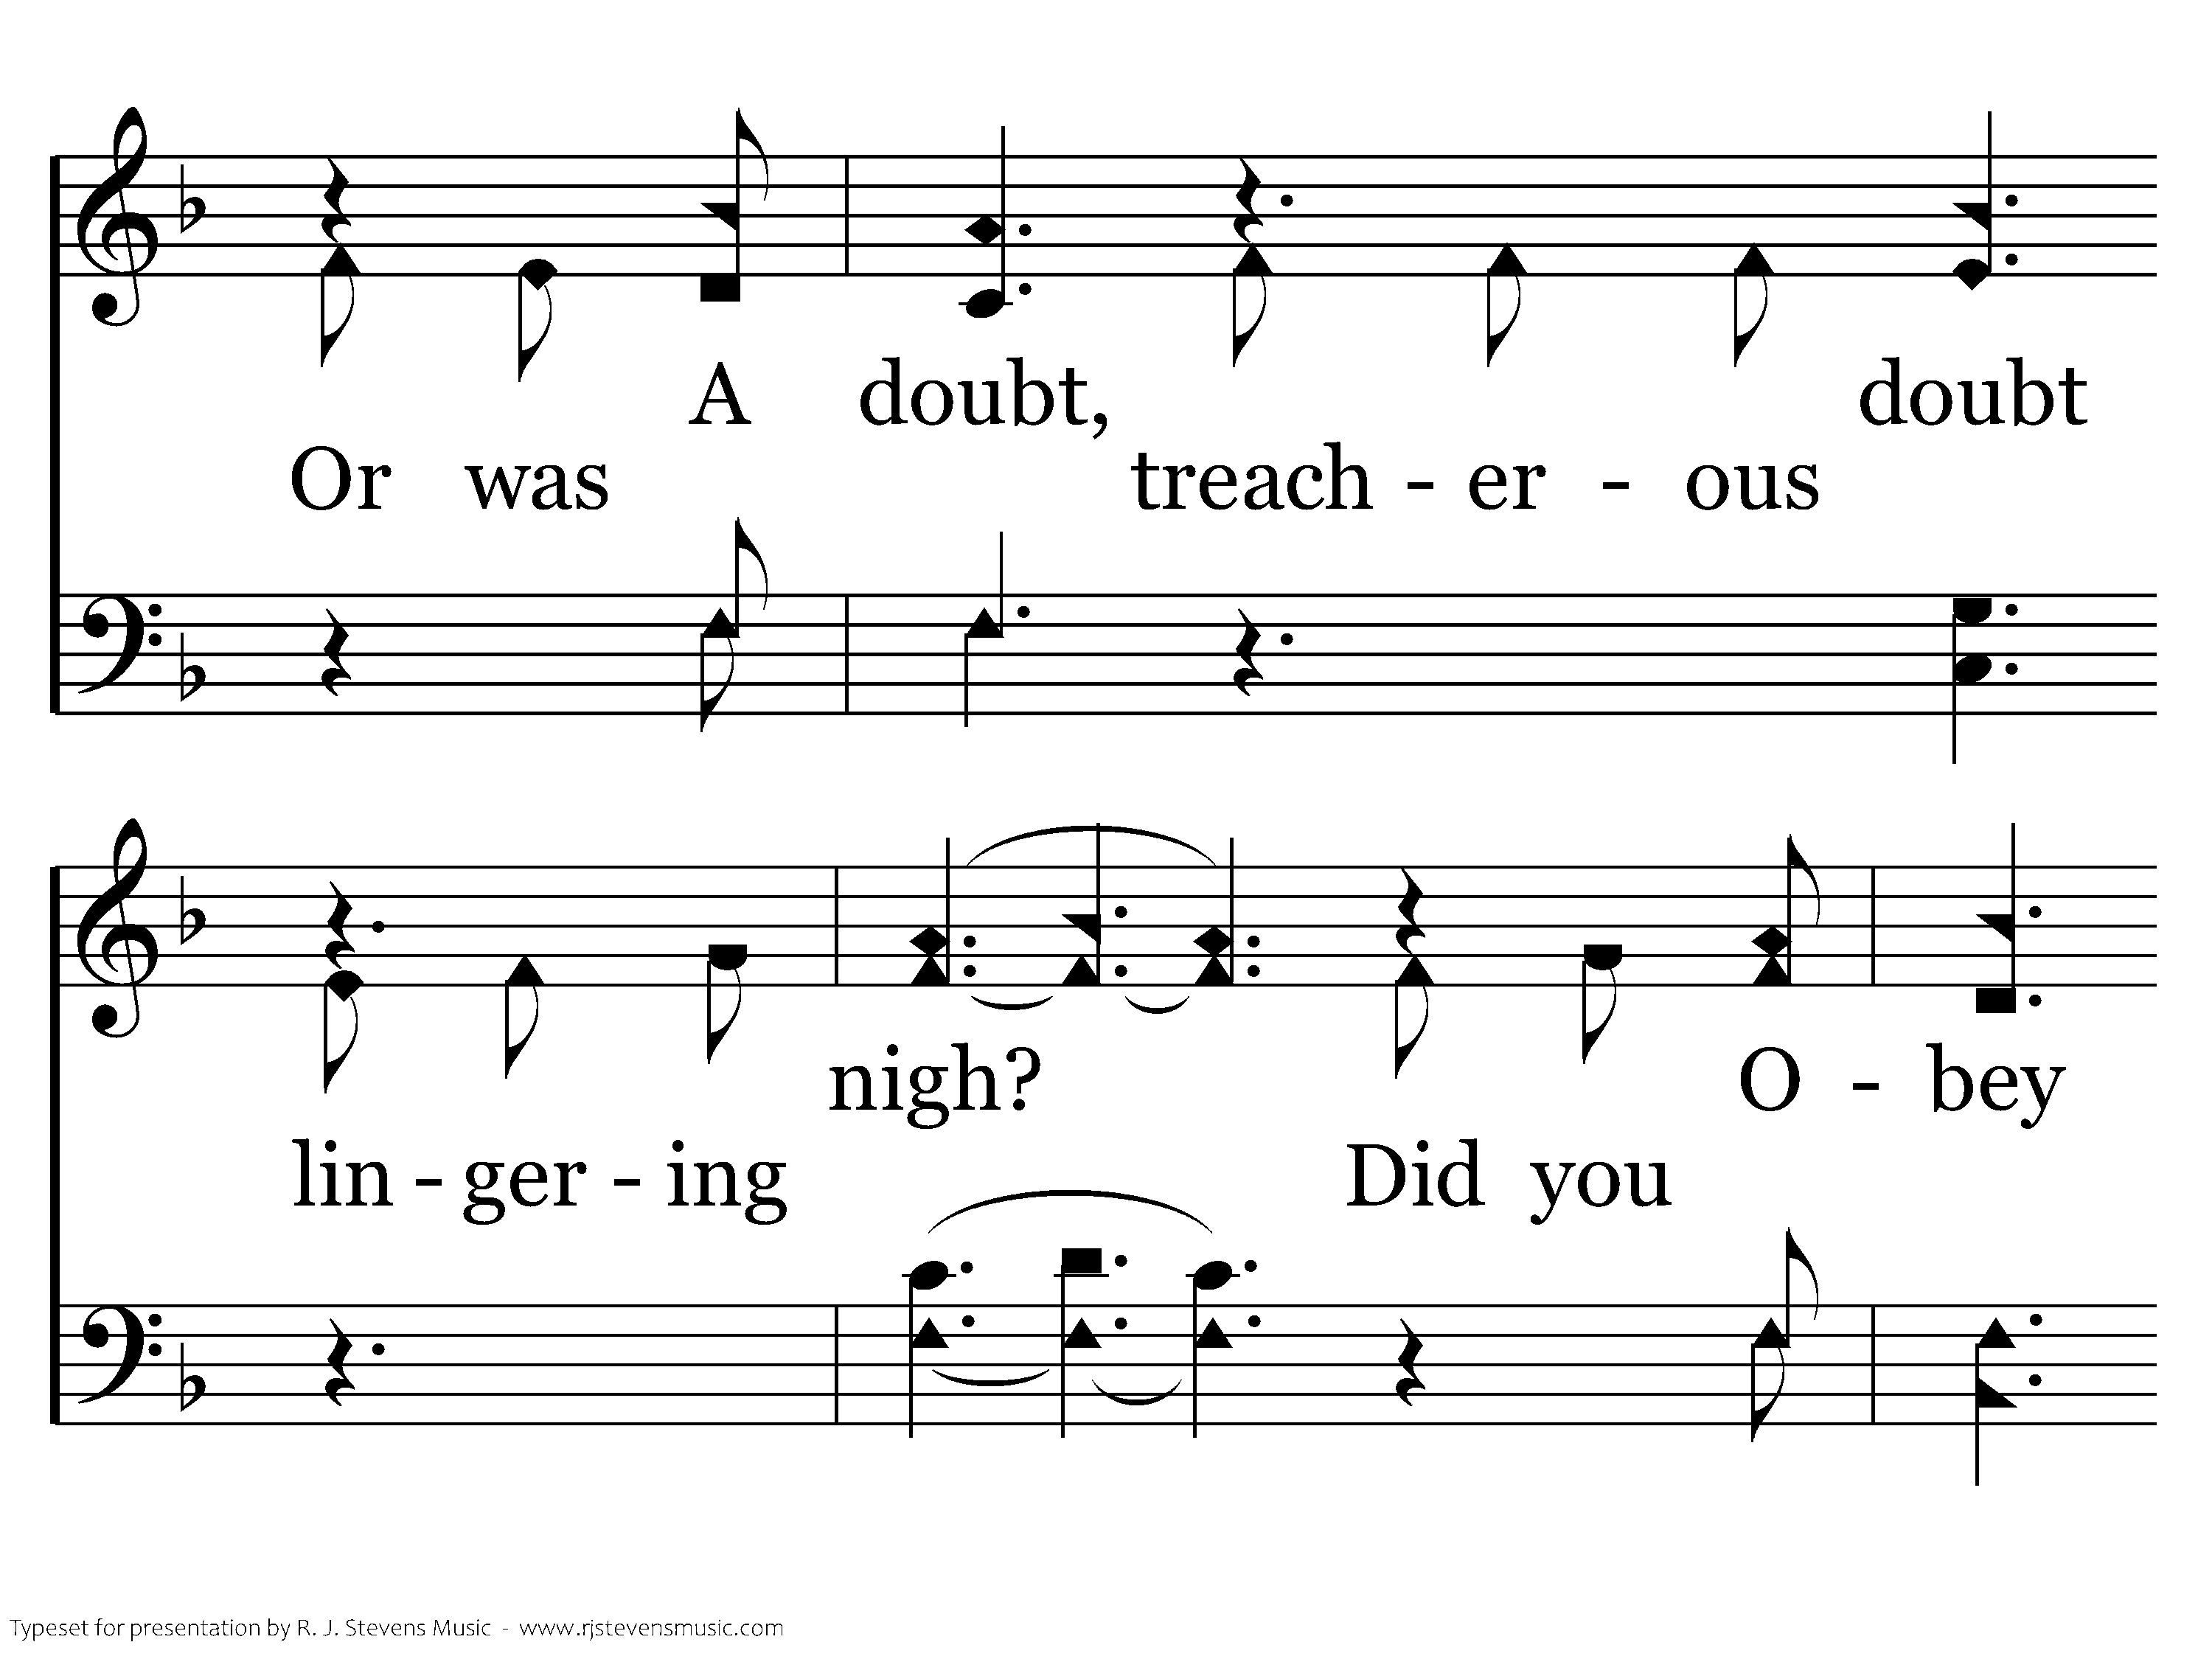 A doubt, doubt
Or was treach - er - ous
nigh? O - bey
lin - ger - ing Did you
Typeset for presentation by R. J. Stevens Music - www.rjstevensmusic.com